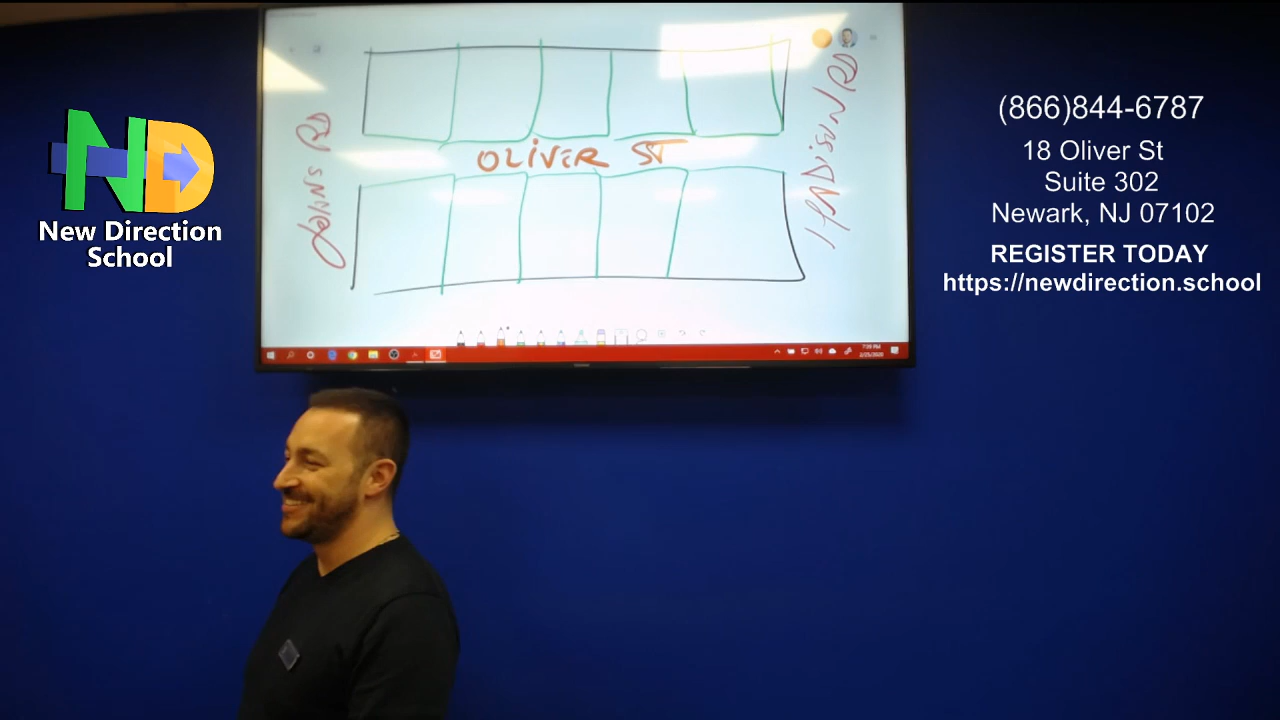 New Direction
School
JOHNS RD
OLIVER ST
MADISON RD
(866)844-6787
18 Oliver St
Suite 302
Newark, NJ 07102
REGISTER TODAY
https://newdirection.school